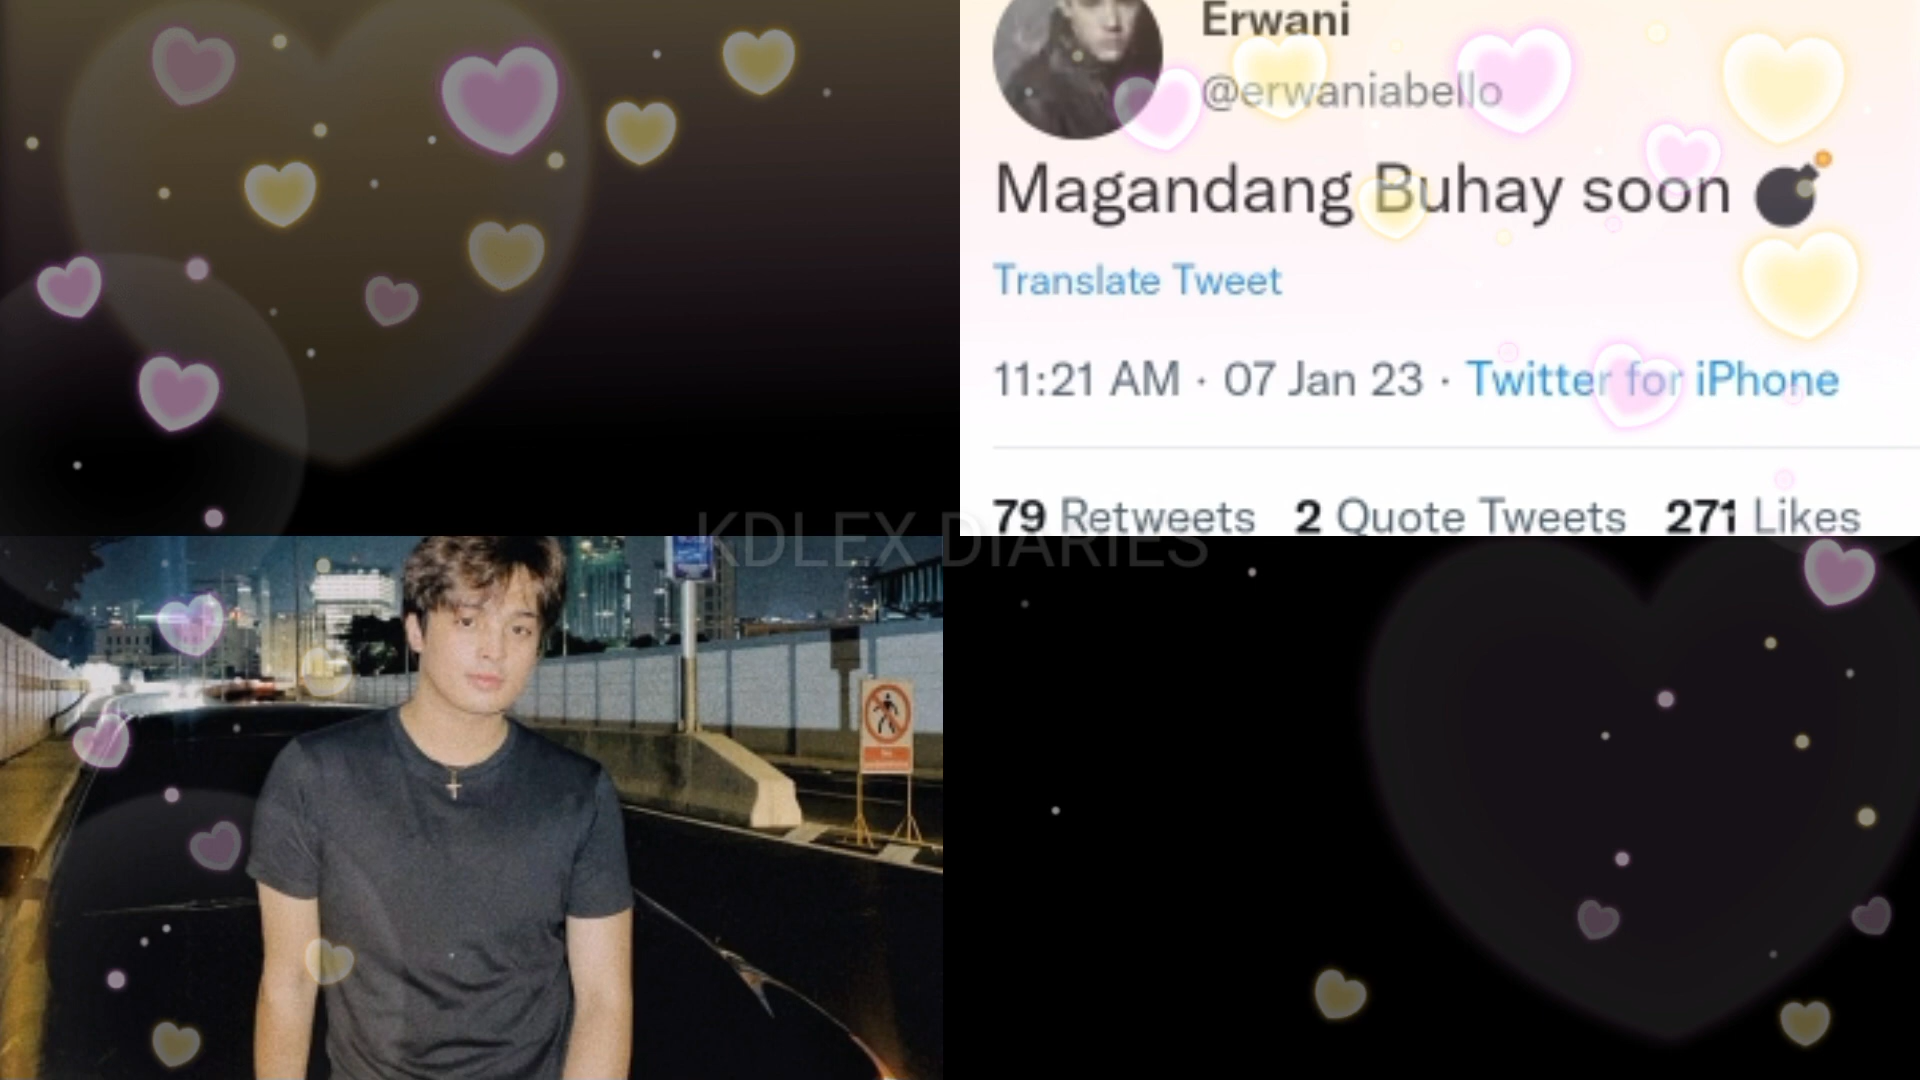 Erwani
@erwaniabello
Magandang Buhay soon
Translate Tweet
11:21 AM · 07 Jan 23 · Twitter for iPhone
79 Retweets 2 Quote Tweets 271 Likes
KDLEX DIARIES